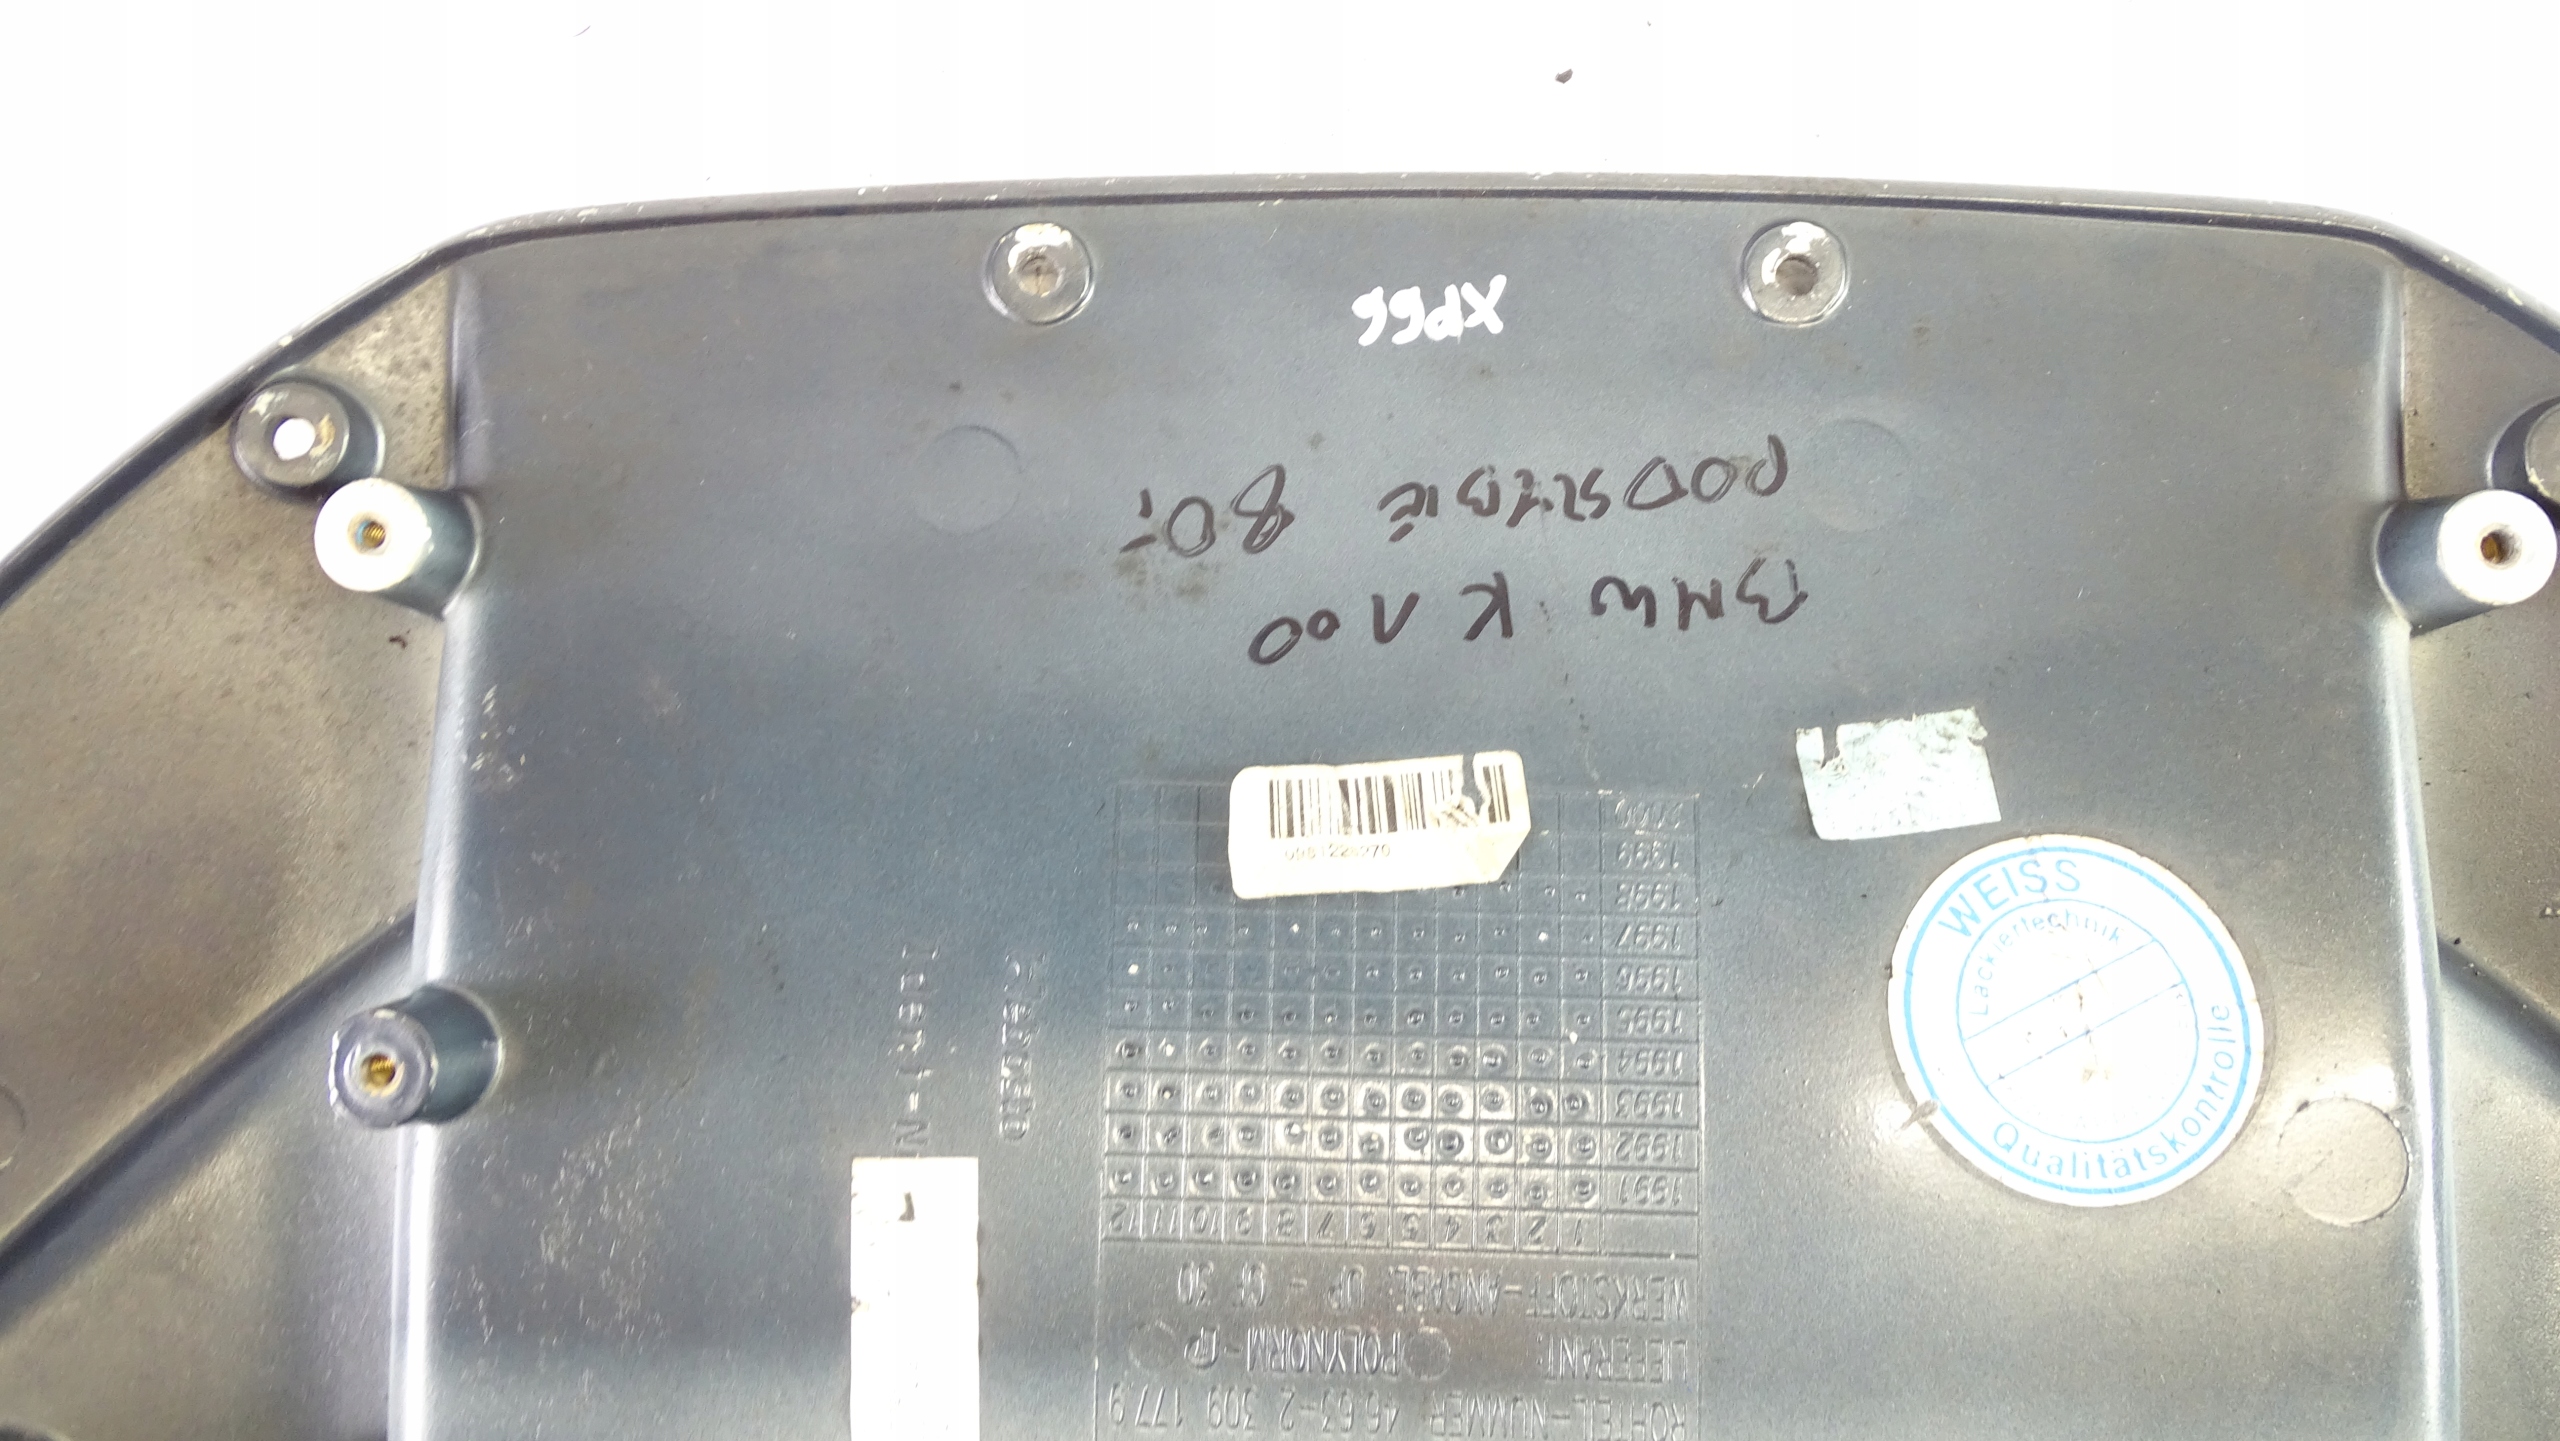 ROHTEIL-NUMMER 46.63-2 309 177.9
LIEFERANT: POLYNORM-GP
WERKSTOFF-ANGABE: UP - GF 30
1 2 3 4 5 6 7 8 9 10 11 12
1991
1992
1993
1994
1995
1996
1997
1998
1999
2000
BMW K 100
80,-
XP66
WEISS
Lackiertechnik
Qualitätskontrolle